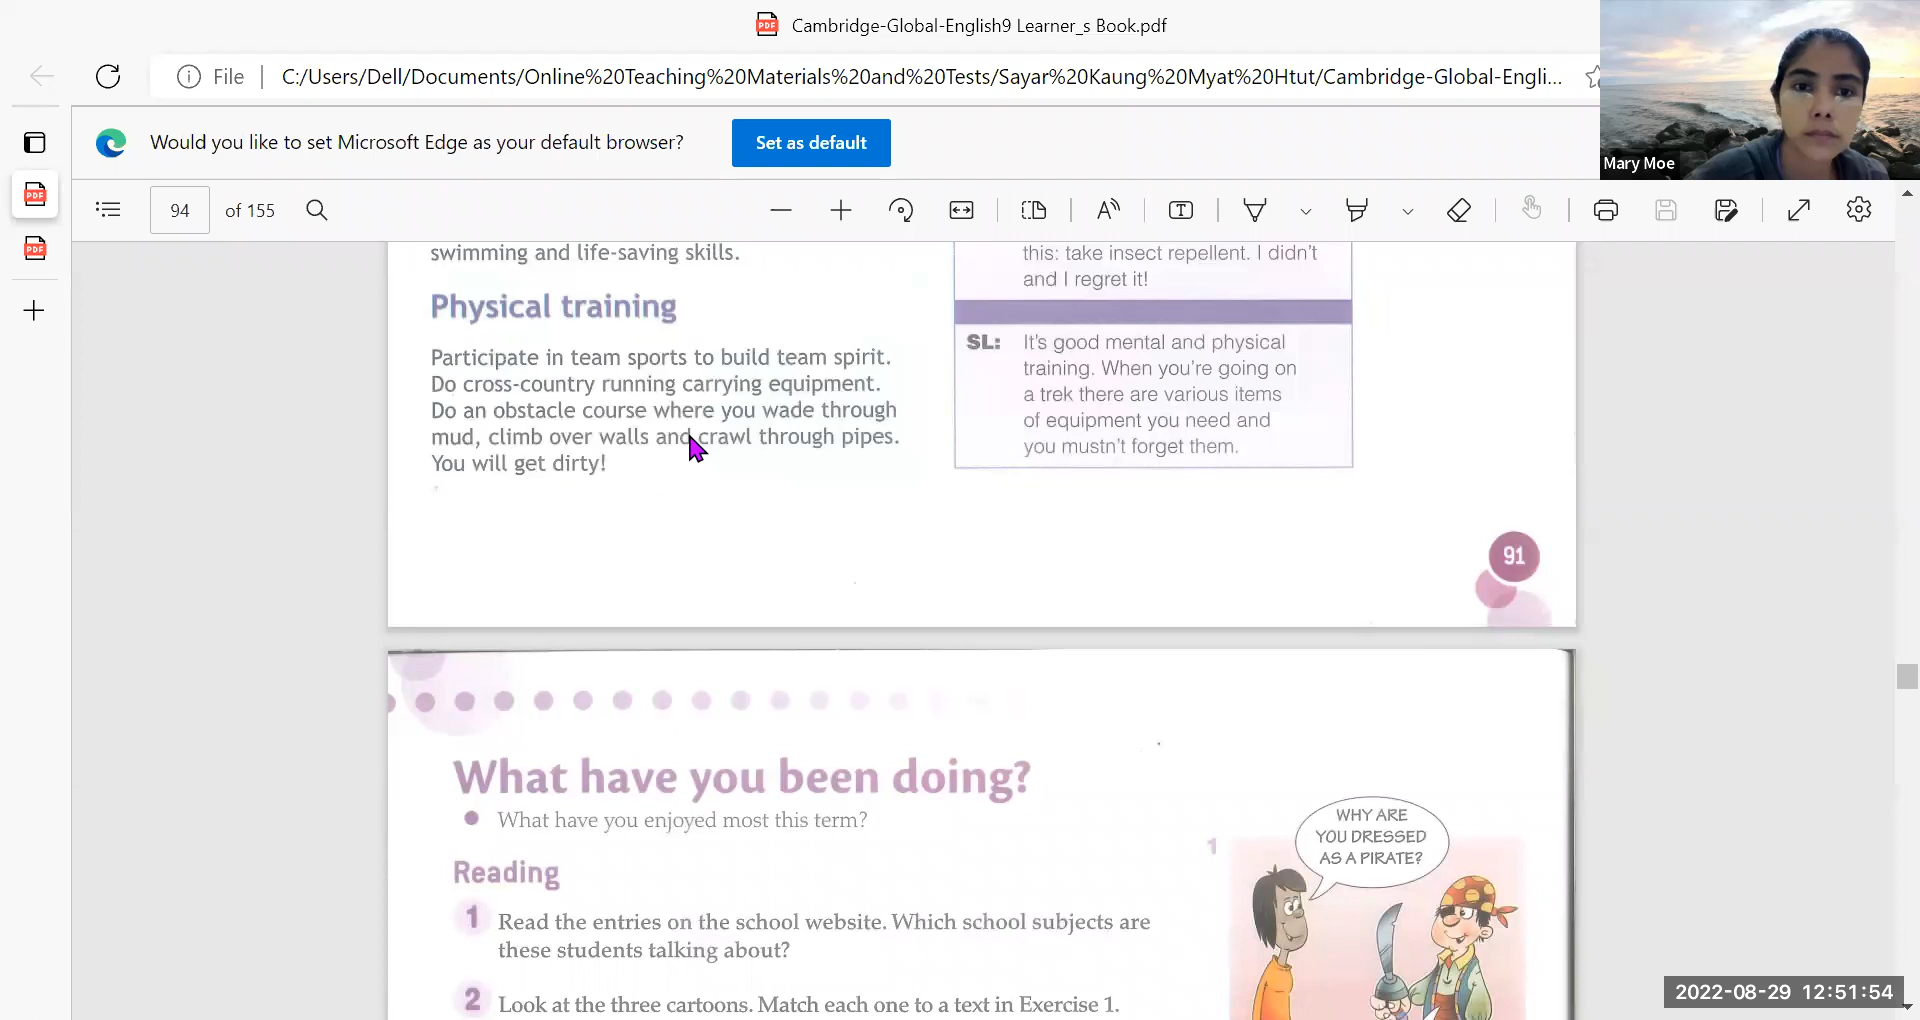 Cambridge-Global-English9 Learner_s Book.pdf
File
C:/Users/Dell/Documents/Online%20Teaching%20Materials%20and%20Tests/Sayar%20Kaung%20Myat%20Htut/Cambridge-Global-Engli...
Would you like to set Microsoft Edge as your default browser?
Set as default
Mary Moe
94 of 155
swimming and life-saving skills.
Physical training
Participate in team sports to build team spirit.
Do cross-country running carrying equipment.
Do an obstacle course where you wade through
mud, climb over walls and crawl through pipes.
You will get dirty!
this: take insect repellent. I didn't
and I regret it!
SL: It's good mental and physical
training. When you're going on
a trek there are various items
of equipment you need and
you mustn't forget them.
91
What have you been doing?
What have you enjoyed most this term?
Reading
1 Read the entries on the school website. Which school subjects are
these students talking about?
2 Look at the three cartoons. Match each one to a text in Exercise 1.
1
WHY ARE
YOU DRESSED
AS A PIRATE?
2022-08-29 12:51:54